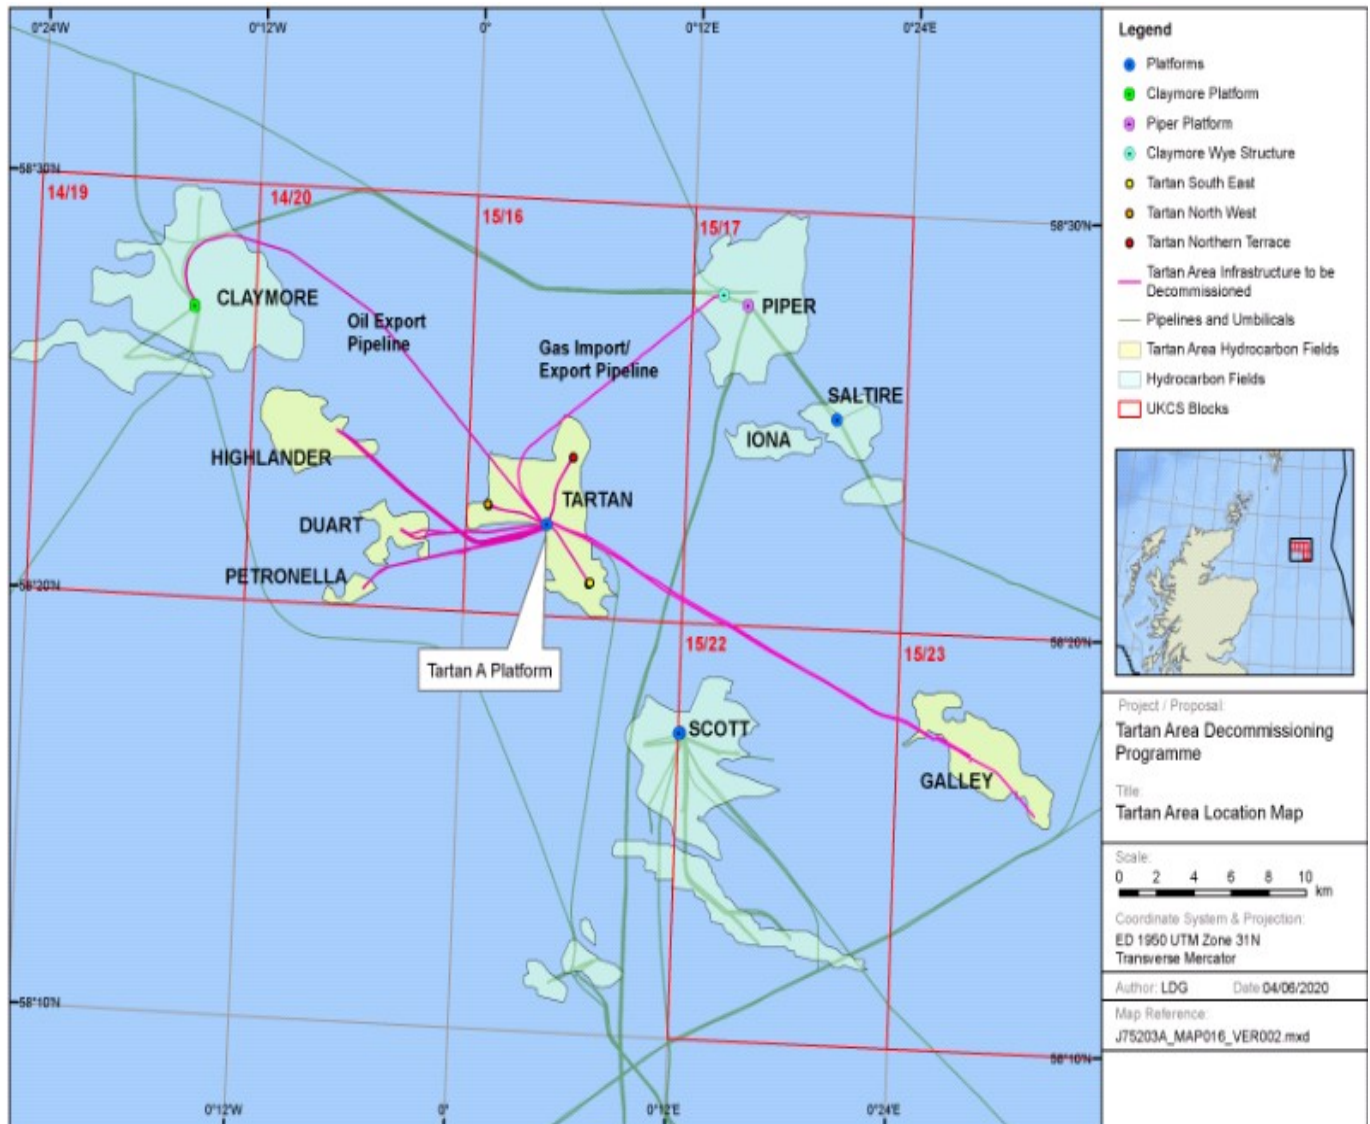 0°24'W 0°12'W 0° 0°12'E 0°24'E
58°30'N
14/19
14/20
15/16
15/17
58°30'N
CLAYMORE
PIPER
Oil Export
Pipeline
Gas Import/
Export Pipeline
SALTIRE
IONA
HIGHLANDER
TARTAN
DUART
PETRONELLA
58°20'N
58°20'N
15/22
15/23
Tartan A Platform
SCOTT
GALLEY
58°10'N
58°10'N
0°12'W 0° 0°12'E 0°24'E
Legend
Platforms
Claymore Platform
Piper Platform
Claymore Wye Structure
Tartan South East
Tartan North West
Tartan Northern Terrace
Tartan Area Infrastructure to be
Decommissioned
Pipelines and Umbilicals
Tartan Area Hydrocarbon Fields
Hydrocarbon Fields
UKCS Blocks
Project / Proposal:
Tartan Area Decommissioning
Programme
Title:
Tartan Area Location Map
Scale:
0 2 4 6 8 10
km
Coordinate System & Projection:
ED 1950 UTM Zone 31N
Transverse Mercator
Author: LDG Date:04/06/2020
Map Reference:
J75203A_MAP016_VER002.mxd